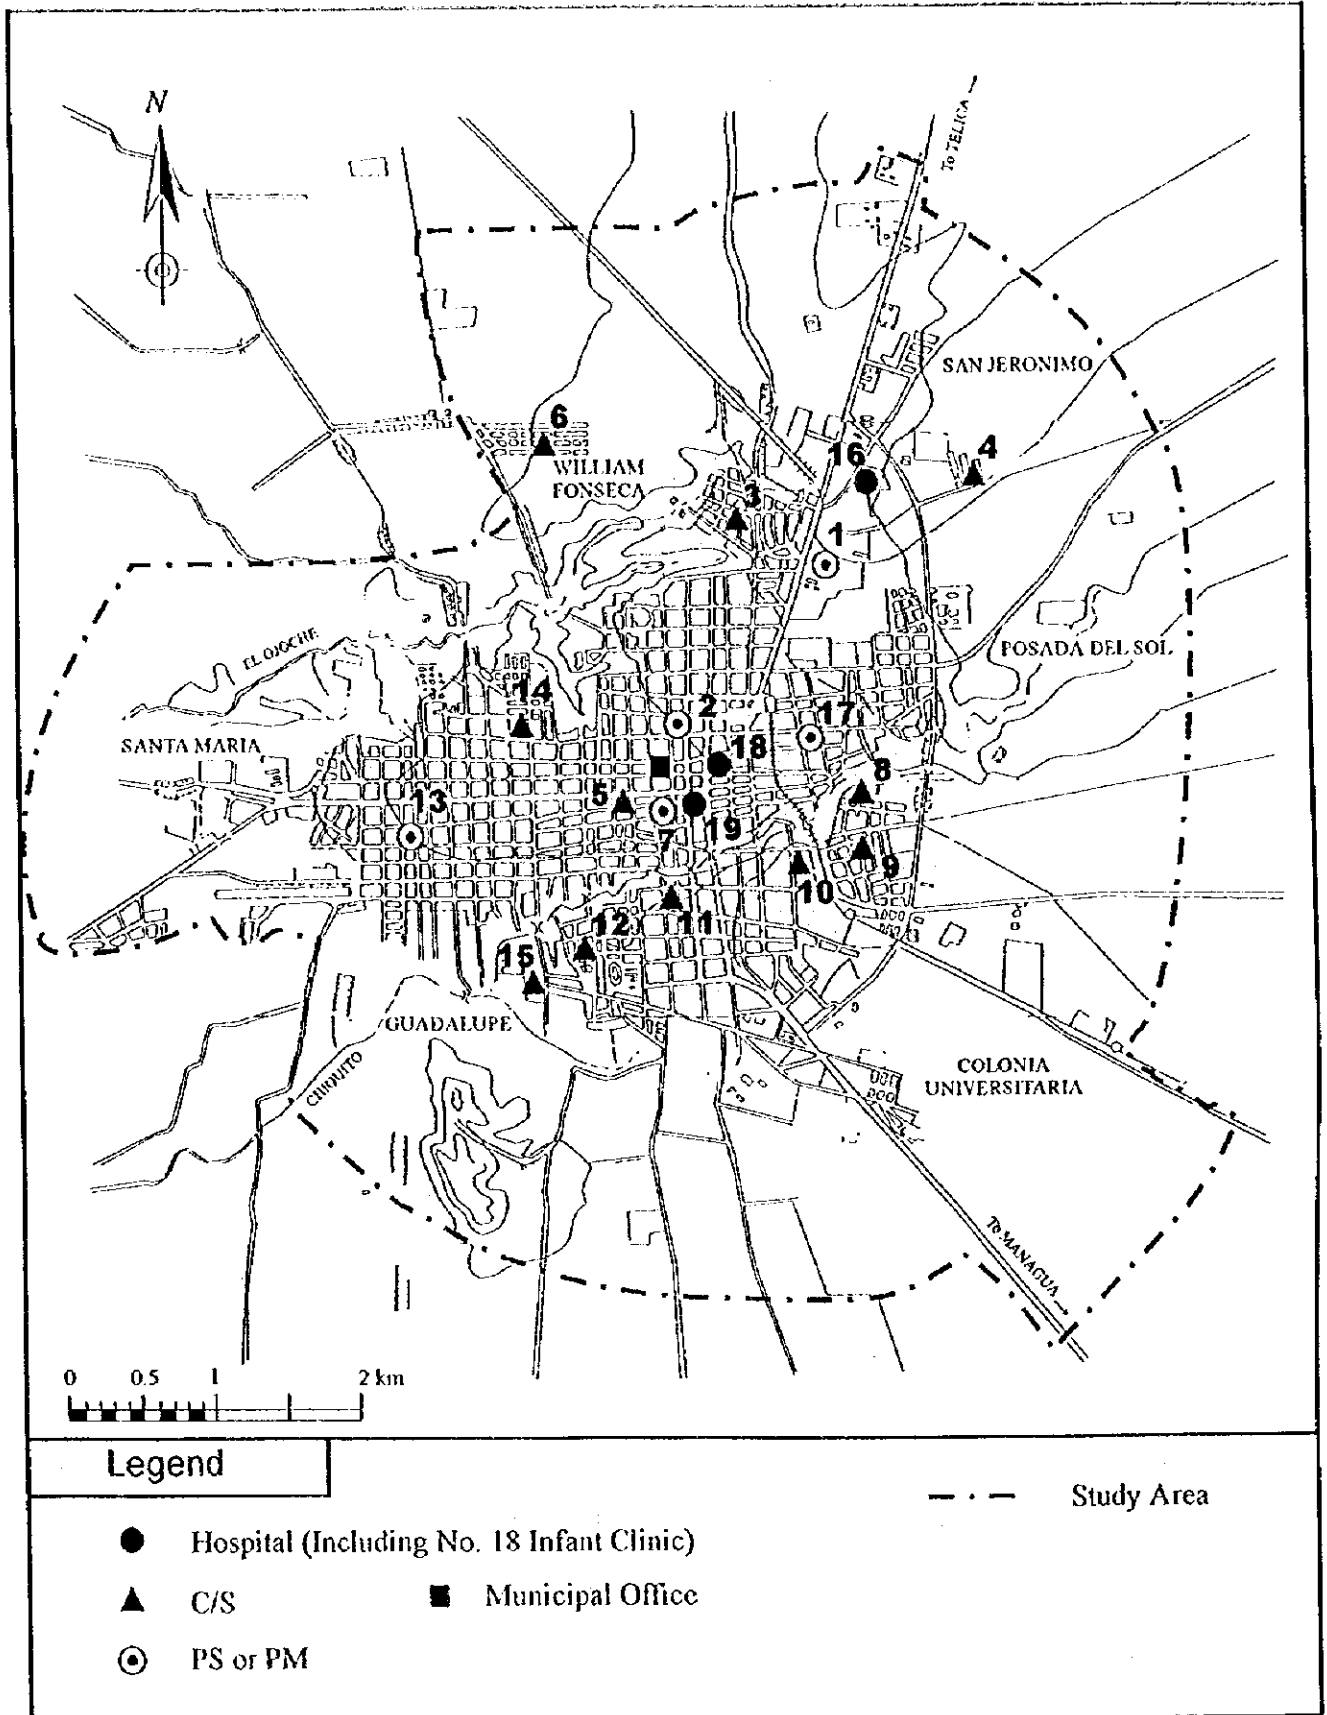 N
To TELICA
SAN JERONIMO
6
WILLIAM
FONSECA
16
4
3
1
EL OJOCHE
POSADA DEL SOL
14
2
17
SANTA MARIA
18
8
13
5
19
7
9
10
12
11
15
GUADALUPE
CHIQUITO
COLONIA
UNIVERSITARIA
To MANAGUA
0 0.5 1 2 km
Legend
Study Area
Hospital (Including No. 18 Infant Clinic)
C/S
Municipal Office
PS or PM